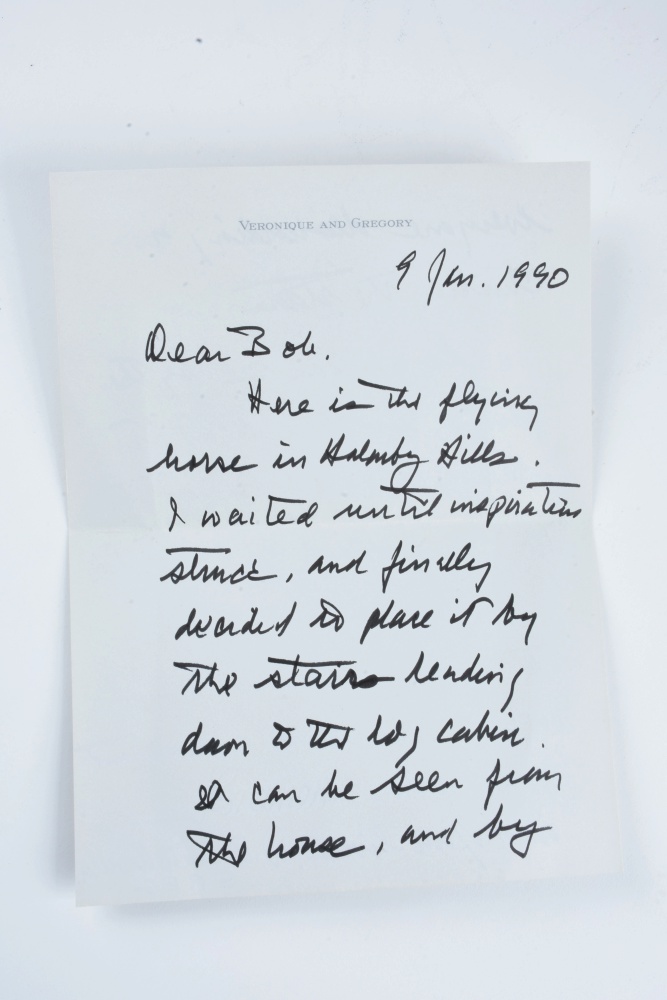 VERONIQUE AND GREGORY
9 Jan. 1990
Dear Bob.
Here is the flying
horse in Holmby Hills.
I waited until inspiration
struck, and finally
decided to place it by
the stairs leading
down to the log cabin.
It can be seen from
the house, and by